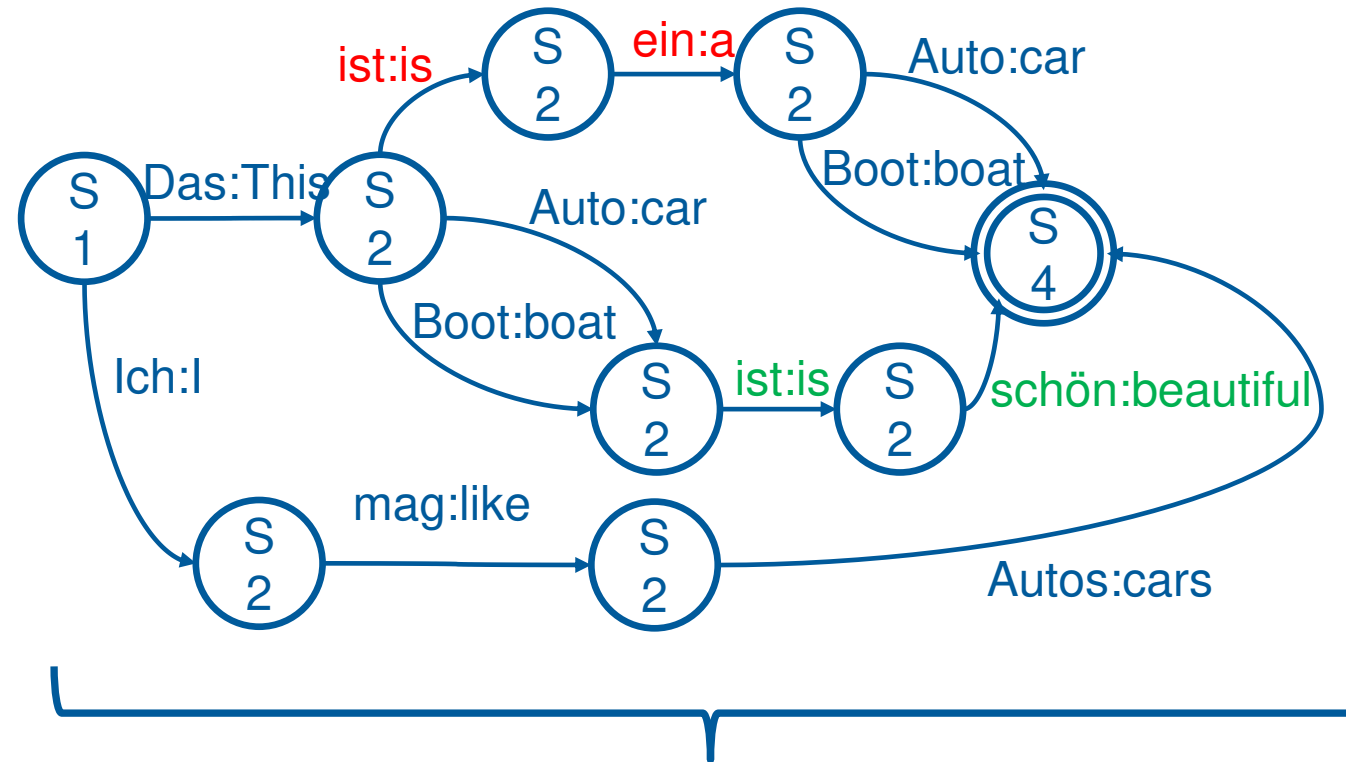 ist:is
S
2
ein:a
S
2
Auto:car
S
1
Das:This
S
2
Auto:car
Boot:boat
S
4
Boot:boat
Ich:I
S
2
ist:is
S
2
schön:beautiful
S
2
mag:like
S
2
Autos:cars